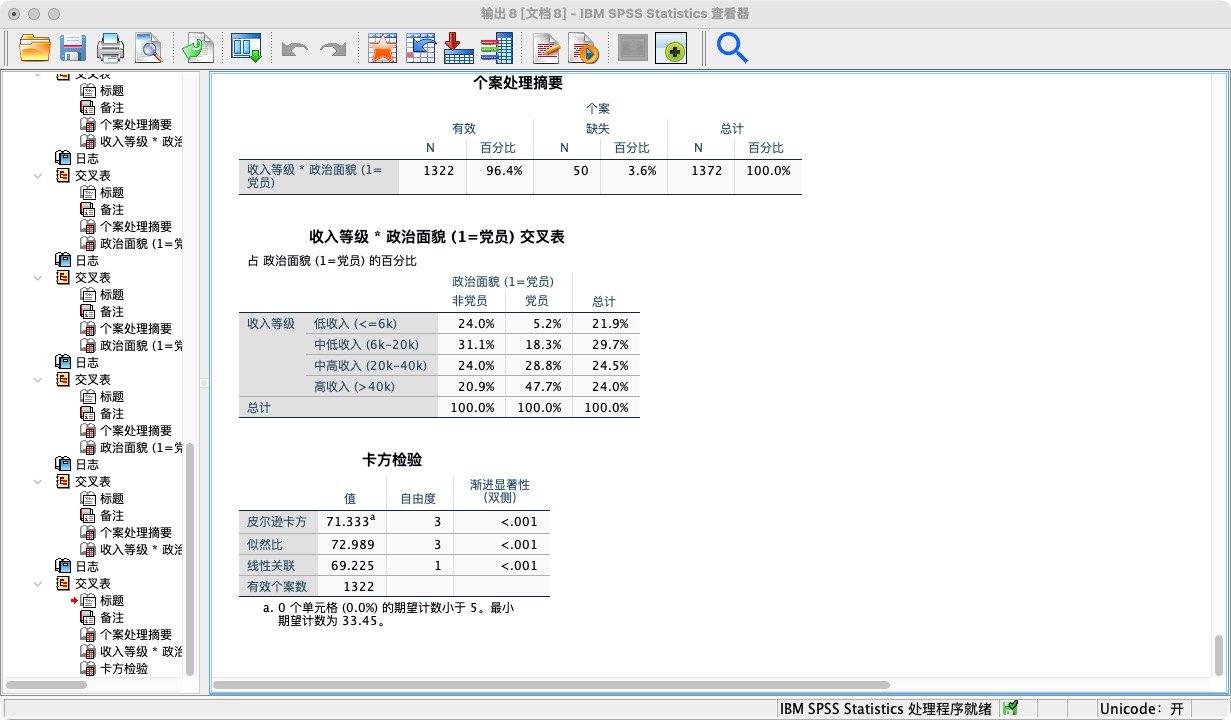 输出8 [文档8] - IBM SPSS Statistics 查看器
交叉表
标题
备注
个案处理摘要
收入等级 * 政治
日志
交叉表
标题
备注
个案处理摘要
政治面貌 (1=党
日志
交叉表
标题
备注
个案处理摘要
政治面貌 (1=党
日志
交叉表
标题
备注
个案处理摘要
政治面貌 (1=党
日志
交叉表
标题
备注
个案处理摘要
收入等级 * 政治
日志
交叉表
标题
备注
个案处理摘要
收入等级 * 政治
卡方检验
个案处理摘要
个案
有效 缺失 总计
N 百分比 N 百分比 N 百分比
收入等级 * 政治面貌 (1= 1322 96.4% 50 3.6% 1372 100.0%
党员)
收入等级 * 政治面貌 (1=党员) 交叉表
占 政治面貌 (1=党员) 的百分比
政治面貌 (1=党员)
非党员 党员 总计
收入等级 低收入 (<=6k) 24.0% 5.2% 21.9%
中低收入 (6k-20k) 31.1% 18.3% 29.7%
中高收入 (20k-40k) 24.0% 28.8% 24.5%
高收入 (>40k) 20.9% 47.7% 24.0%
总计 100.0% 100.0% 100.0%
卡方检验
值 自由度 渐进显著性
(双侧)
皮尔逊卡方 71.333a 3 <.001
似然比 72.989 3 <.001
线性关联 69.225 1 <.001
有效个案数 1322
a. 0 个单元格 (0.0%) 的期望计数小于 5。最小
期望计数为 33.45。
IBM SPSS Statistics 处理程序就绪 Unicode: 开